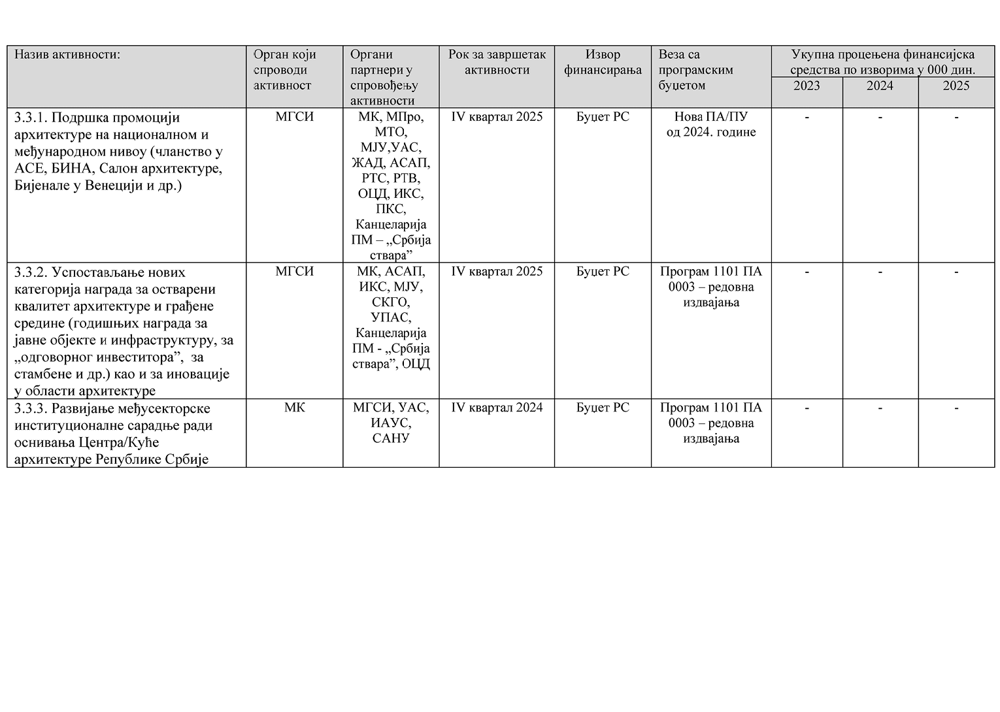 Назив активности:
Орган који
спроводи
активност
Органи
партнери у
спровођењу
активности
Рок за завршетак
активности
Извор
финансирања
Веза са
програмским
буџетом
Укупна процењена финансијска
средства по изворима у 000 дин.
2023
2024
2025
3.3.1. Подршка промоцији
архитектуре на националном и
међународном нивоу (чланство у
АСЕ, БИНА, Салон архитектуре,
Бијенале у Венецији и др.)
МГСИ
МК, МПро,
МТО,
МЈУ,УАС,
ЖАД, АСАП,
РТС, РТВ,
ОЦД, ИКС,
ПКС,
Канцеларија
ПМ – „Србија
ствара”
IV квартал 2025
Буџет РС
Нова ПА/ПУ
од 2024. године
-
-
-
3.3.2. Успостављање нових
категорија награда за остварени
квалитет архитектуре и грађене
средине (годишњих награда за
јавне објекте и инфраструктуру, за
„одговорног инвеститора”,  за
стамбене и др.) као и за иновације
у области архитектуре
МГСИ
МК, АСАП,
ИКС, МЈУ,
СКГО,
УПАС,
Канцеларија
ПМ - „Србија
ствара”, ОЦД
IV квартал 2025
Буџет РС
Програм 1101 ПА
0003 – редовна
издвајања
-
-
-
3.3.3. Развијање међусекторске
институционалне сарадње ради
оснивања Центра/Куће
архитектуре Републике Србије
МК
МГСИ, УАС,
ИАУС,
САНУ
IV квартал 2024
Буџет РС
Програм 1101 ПА
0003 – редовна
издвајања
-
-
-